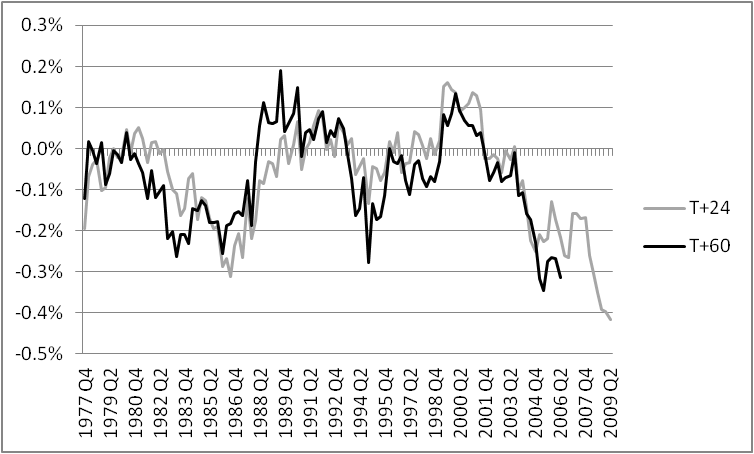 0.3%
0.2%
0.1%
0.0%
-0.1%
-0.2%
-0.3%
-0.4%
-0.5%
1977 Q4
1979 Q2
1980 Q4
1982 Q2
1983 Q4
1985 Q2
1986 Q4
1988 Q2
1989 Q4
1991 Q2
1992 Q4
1994 Q2
1995 Q4
1997 Q2
1998 Q4
2000 Q2
2001 Q4
2003 Q2
2004 Q4
2006 Q2
2007 Q4
2009 Q2
T+24
T+60